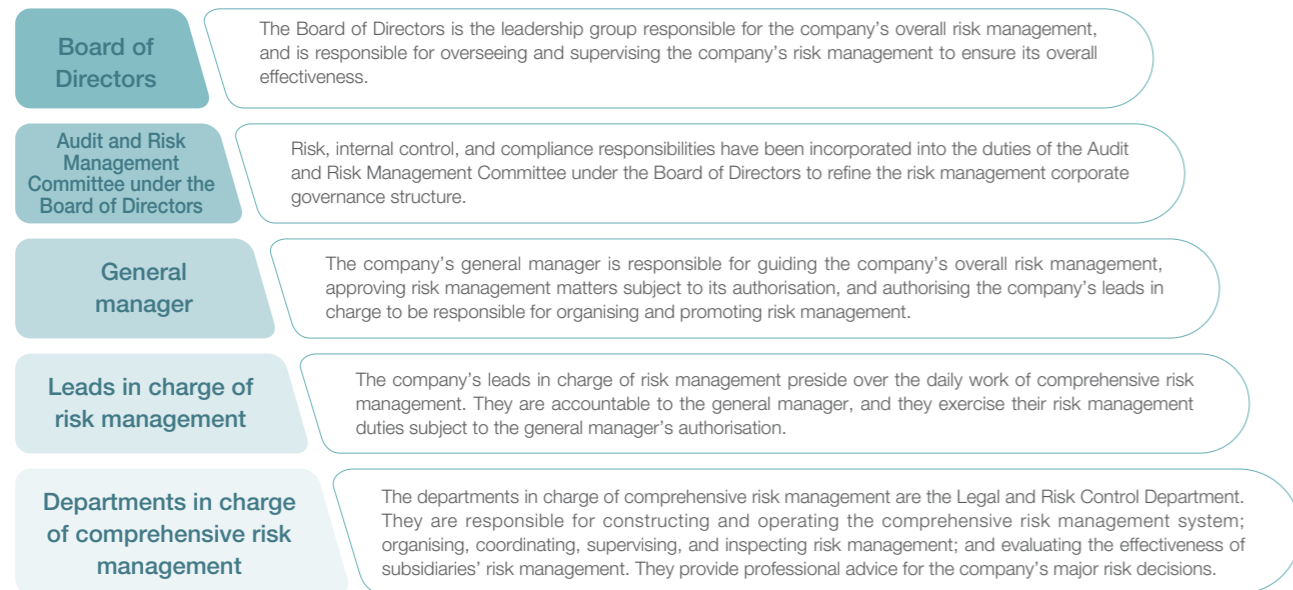 Board of
Directors
The Board of Directors is the leadership group responsible for the company's overall risk management,
and is responsible for overseeing and supervising the company's risk management to ensure its overall
effectiveness.
Audit and Risk
Management
Committee under the
Board of Directors
Risk, internal control, and compliance responsibilities have been incorporated into the duties of the Audit
and Risk Management Committee under the Board of Directors to refine the risk management corporate
governance structure.
General
manager
The company's general manager is responsible for guiding the company's overall risk management,
approving risk management matters subject to its authorisation, and authorising the company's leads in
charge to be responsible for organising and promoting risk management.
Leads in charge of
risk management
The company's leads in charge of risk management preside over the daily work of comprehensive risk
management. They are accountable to the general manager, and they exercise their risk management
duties subject to the general manager's authorisation.
Departments in charge
of comprehensive risk
management
The departments in charge of comprehensive risk management are the Legal and Risk Control Department.
They are responsible for constructing and operating the comprehensive risk management system;
organising, coordinating, supervising, and inspecting risk management; and evaluating the effectiveness of
subsidiaries' risk management. They provide professional advice for the company's major risk decisions.